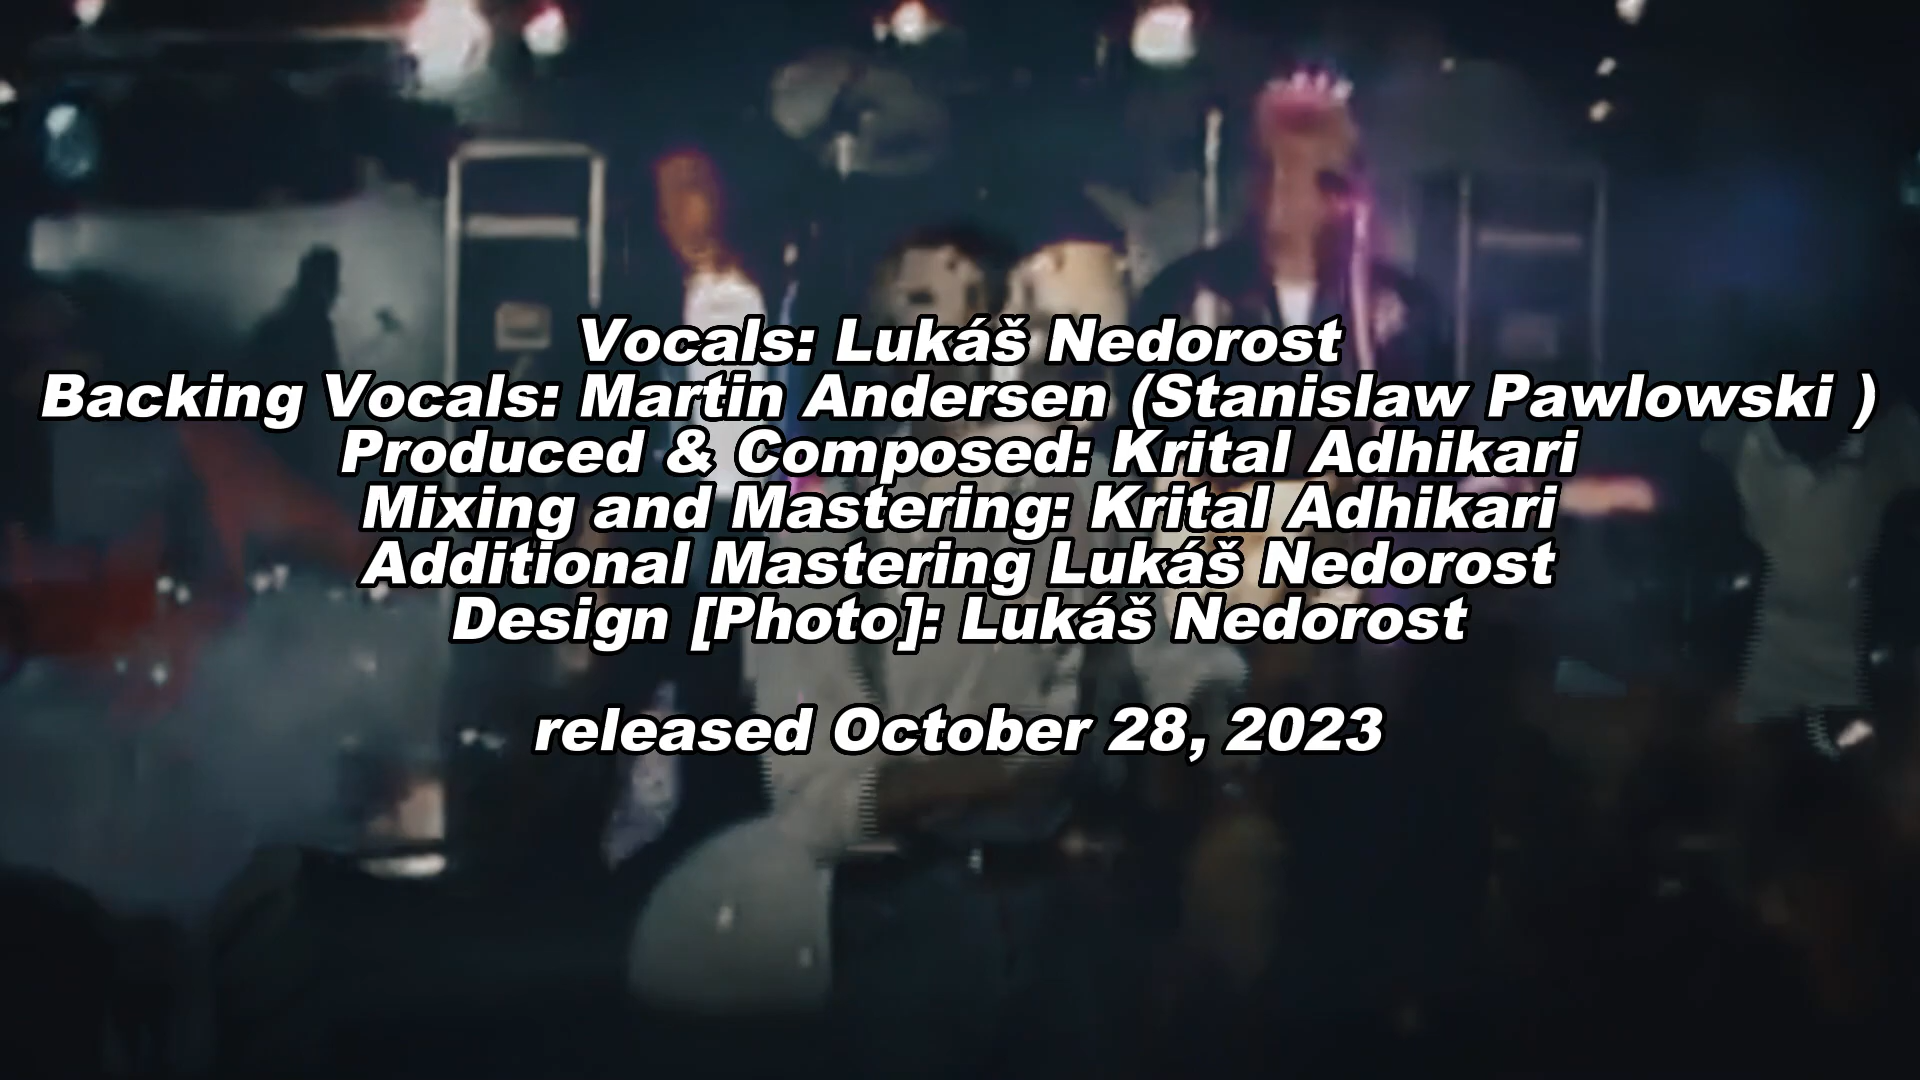 Vocals: Lukáš Nedorost
Backing Vocals: Martin Andersen (Stanislaw Pawlowski )
Produced & Composed: Krital Adhikari
Mixing and Mastering: Krital Adhikari
Additional Mastering Lukáš Nedorost
Design [Photo]: Lukáš Nedorost
released October 28, 2023